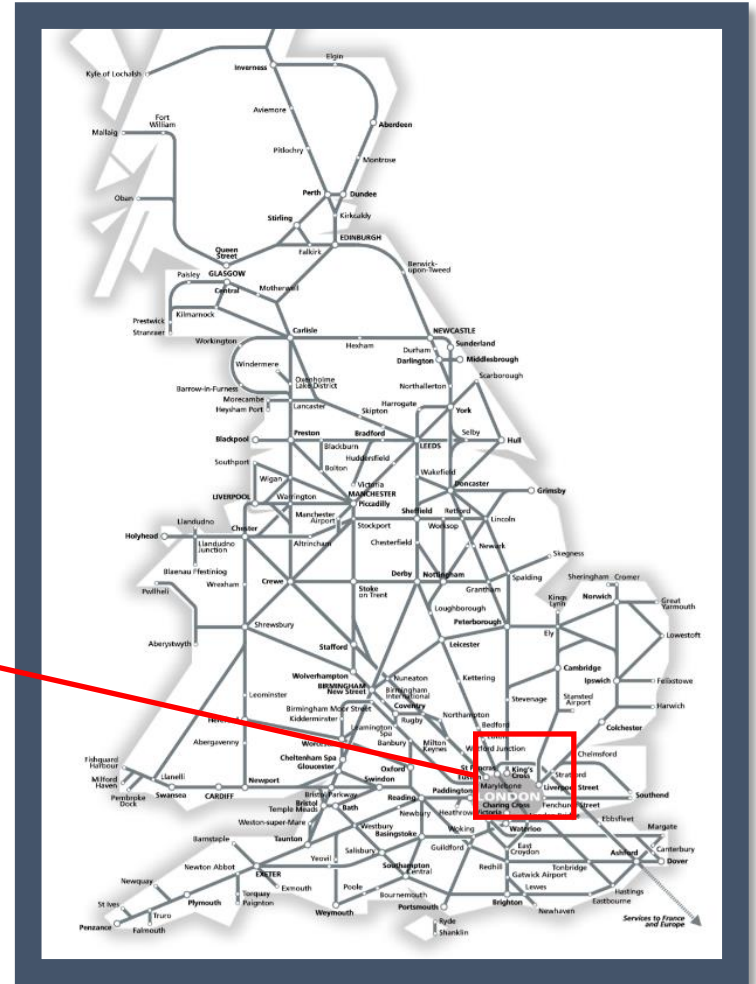 Elgin
Inverness
Kyle of Lochalsh
Aviemore
Fort
William
Aberdeen
Mallaig
Pitlochry
Montrose
Perth
Dundee
Oban
Stirling
Kirkcaldy
EDINBURGH
Queen
Street
Falkirk
Berwick-
upon-Tweed
Paisley
GLASGOW
Central
Motherwell
Prestwick
Kilmarnock
Stranraer
Carlisle
NEWCASTLE
Workington
Hexham
Sunderland
Durham
Darlington
Middlesbrough
Windermere
Scarborough
Oxenholme
Lake District
Barrow-in-Furness
Northallerton
Morecambe
Heysham Port
Lancaster
Harrogate
York
Skipton
Blackpool
Preston
Bradford
Selby
Hull
Blackburn
LEEDS
Huddersfield
Southport
Bolton
Wakefield
Wigan
Victoria
Doncaster
Grimsby
LIVERPOOL
Warrington
MANCHESTER
Piccadilly
Manchester
Airport
Stockport
Sheffield
Retford
Worksop
Lincoln
Llandudno
Chester
Holyhead
Llandudno
Junction
Altrincham
Chesterfield
Newark
Skegness
Blaenau Ffestiniog
Pwllheli
Wrexham
Crewe
Stoke
on Trent
Derby
Nottingham
Grantham
Spalding
Sheringham
Cromer
Kings
Lynn
Norwich
Great
Yarmouth
Loughborough
Peterborough
Shrewsbury
Ely
Lowestoft
Aberystwyth
Stafford
Leicester
Cambridge
Wolverhampton
BIRMINGHAM
New Street
Nuneaton
Birmingham
International
Kettering
Ipswich
Felixstowe
Leominster
Coventry
Stevenage
Stansted
Airport
Harwich
Birmingham Moor Street
Kidderminster
Rugby
Northampton
Hereford
Leamington
Spa
Bedford
Luton
Colchester
Abergavenny
Worcester
Banbury
Milton
Keynes
Watford Junction
Chelmsford
Cheltenham Spa
Gloucester
Oxford
St Pancras
King's
Cross
Euston
Stratford
Fishguard
Harbour
Milford
Haven
Llanelli
Swindon
Marylebone
Liverpool Street
Pembroke
Dock
Swansea
CARDIFF
Newport
Bristol Parkway
Paddington
LONDON
Southend
Bristol
Temple Meads
Bath
Reading
Charing Cross
Fenchurch Street
Newbury
Heathrow
Victoria
Ebbsfleet
Weston-super-Mare
Westbury
Basingstoke
Woking
Waterloo
Margate
Barnstaple
Taunton
East
Croydon
Canterbury
Salisbury
Guildford
Ashford
Dover
Yeovil
Redhill
Tonbridge
Newton Abbot
EXETER
Southampton
Central
Gatwick Airport
Newquay
Exmouth
Poole
Lewes
Hastings
Bournemouth
Eastbourne
St Ives
Torquay
Paignton
Plymouth
Weymouth
Portsmouth
Brighton
Newhaven
Truro
Ryde
Services to France
and Europe
Penzance
Falmouth
Shanklin